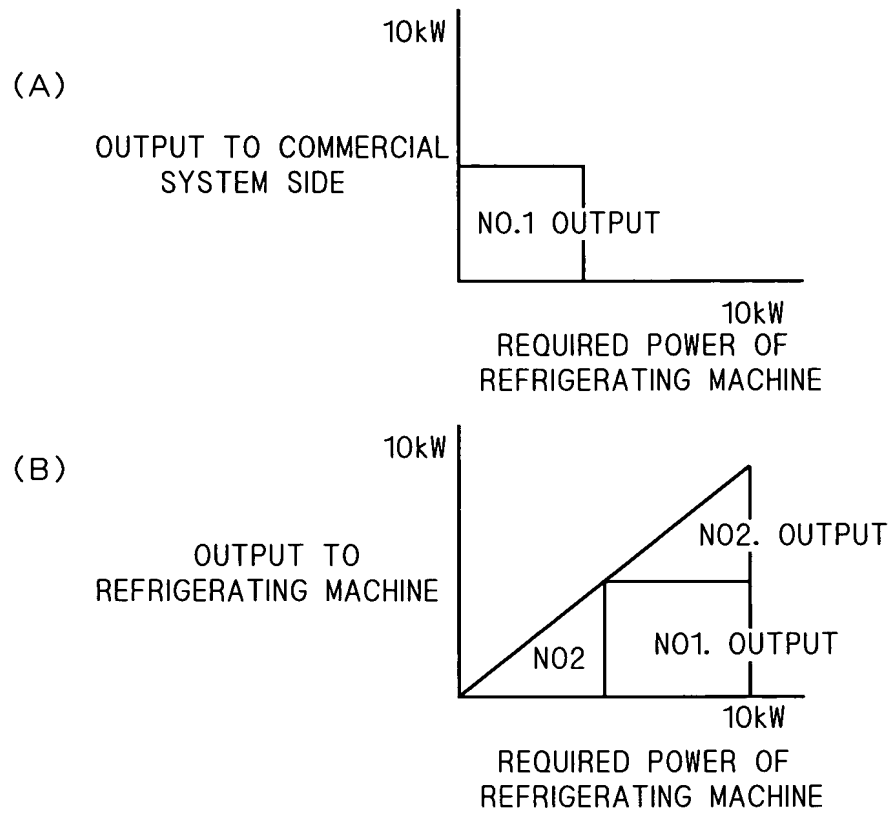 (A)
10kW
OUTPUT TO COMMERCIAL
SYSTEM SIDE
NO.1 OUTPUT
10kW
REQUIRED POWER OF
REFRIGERATING MACHINE
(B)
10kW
OUTPUT TO
REFRIGERATING MACHINE
NO2. OUTPUT
NO2
NO1. OUTPUT
10kW
REQUIRED POWER OF
REFRIGERATING MACHINE